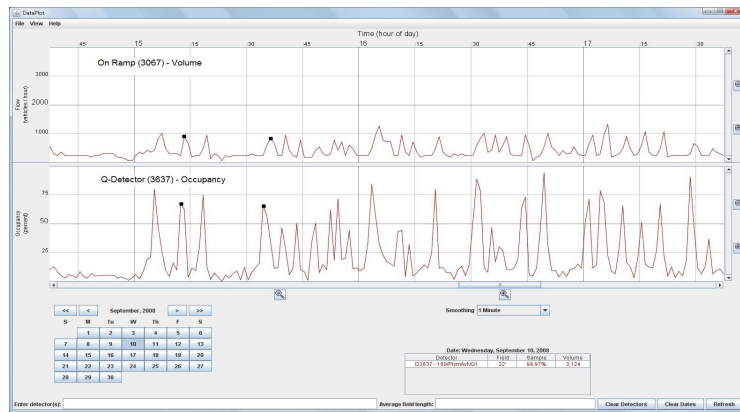 DataPlot
File View Help
Time (hour of day)
45 15 15 30 45 16 15 30 45 17 15 30
On Ramp (3067) - Volume
Flow
(vehicles / hour)
3000
2000
1000
Q-Detector (3637) - Occupancy
Occupancy
(percent)
75
50
25
<< < September, 2008 > >>
S M Tu W Th F S
1 2 3 4 5 6
7 8 9 10 11 12 13
14 15 16 17 18 19 20
21 22 23 24 25 26 27
28 29 30
Smoothing 1 Minute
Date: Wednesday, September 10, 2008
Detector Field Sample Volume
D3637 - 169/PlymAvNG1 22' 99.97% 3,124
Enter detector(s): Average field length: Clear Detectors Clear Dates Refresh